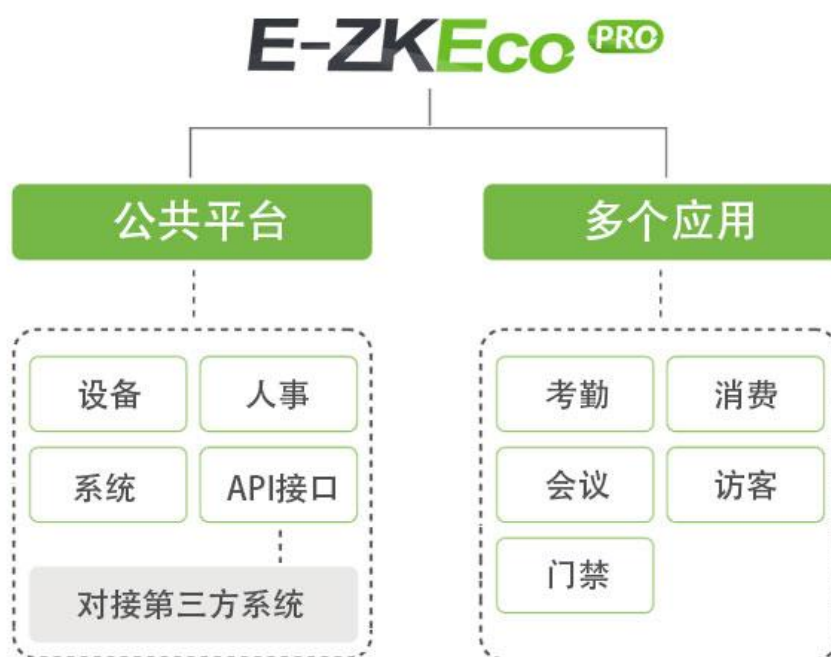 E-ZKEco PRO
公共平台
多个应用
设备
人事
系统
API接口
对接第三方系统
考勤
消费
会议
访客
门禁